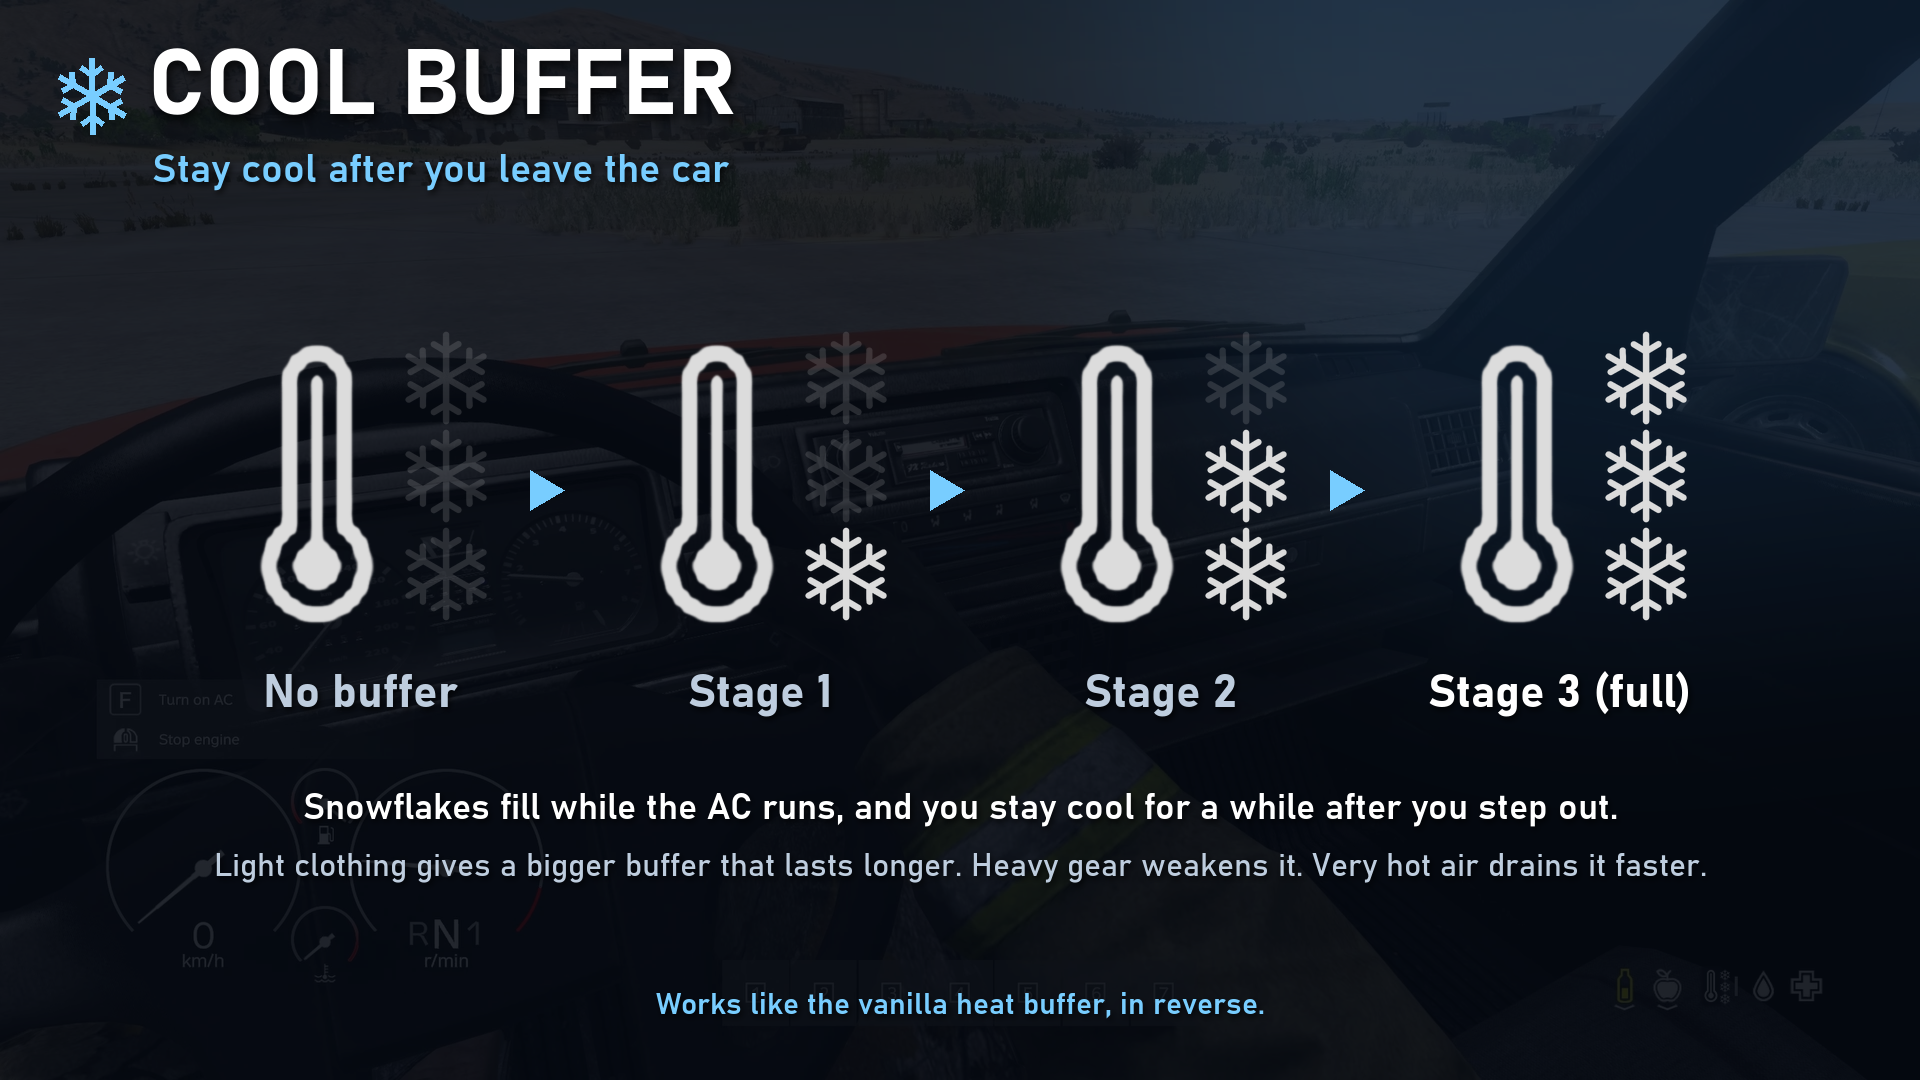 COOL BUFFER
Stay cool after you leave the car
No buffer
Stage 1
Stage 2
Stage 3 (full)
F Turn on AC
Stop engine
Snowflakes fill while the AC runs, and you stay cool for a while after you step out.
Light clothing gives a bigger buffer that lasts longer. Heavy gear weakens it. Very hot air drains it faster.
0
km/h
RN1
r/min
Works like the vanilla heat buffer, in reverse.